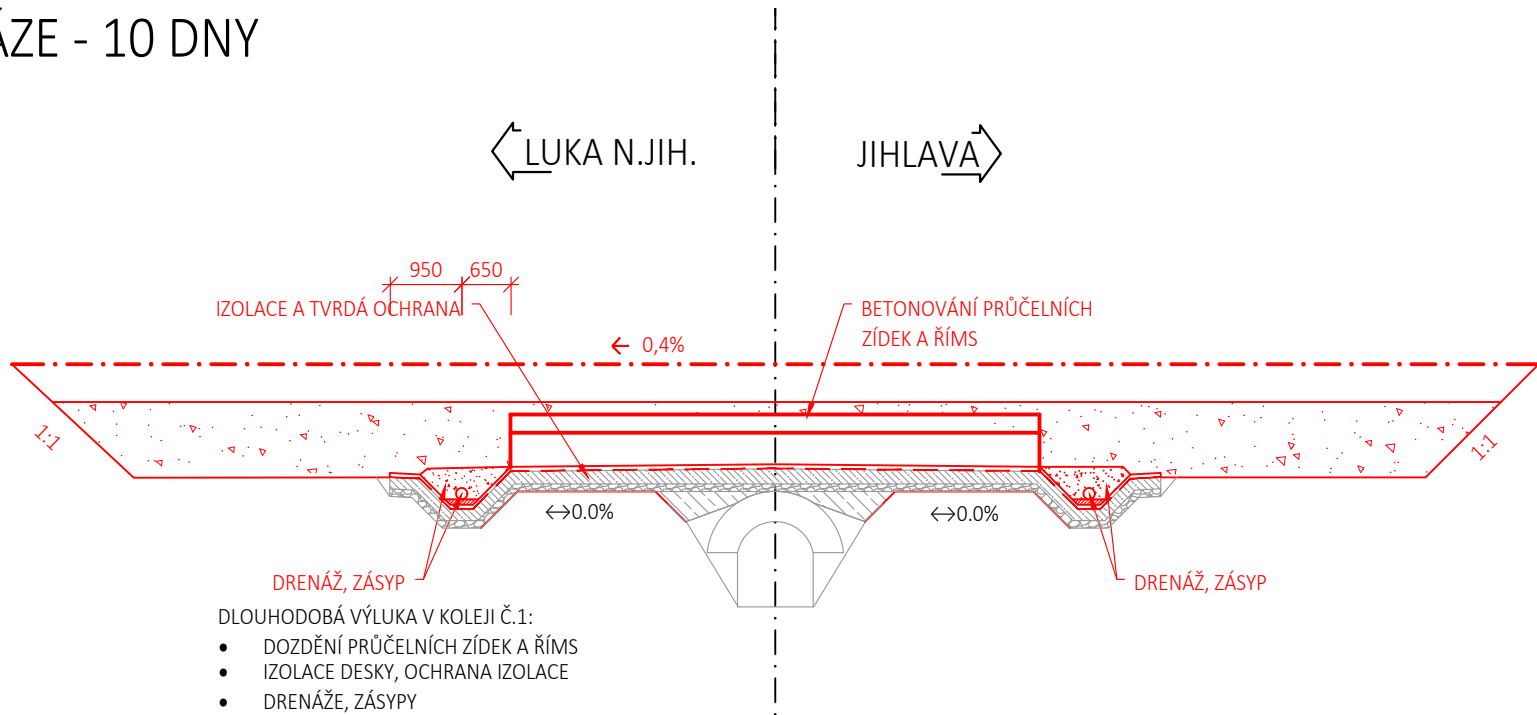 ÁZE - 10 DNY
LUKA N.JIH.
JIHLAVA
950 650
IZOLACE A TVRDÁ OCHRANA
BETONOVÁNÍ PRŮČELNÍCH
ZÍDEK A ŘÍMS
← 0,4%
1:1
1:1
↔0.0%
↔0.0%
DRENÁŽ, ZÁSYP
DRENÁŽ, ZÁSYP
DLOUHODOBÁ VÝLUKA V KOLEJI Č.1:
• DOZDĚNÍ PRŮČELNÍCH ZÍDEK A ŘÍMS
• IZOLACE DESKY, OCHRANA IZOLACE
• DRENÁŽE, ZÁSYPY